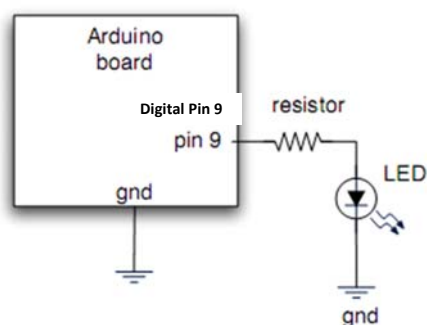 Arduino
board
Digital Pin 9
resistor
pin 9
LED
gnd
gnd